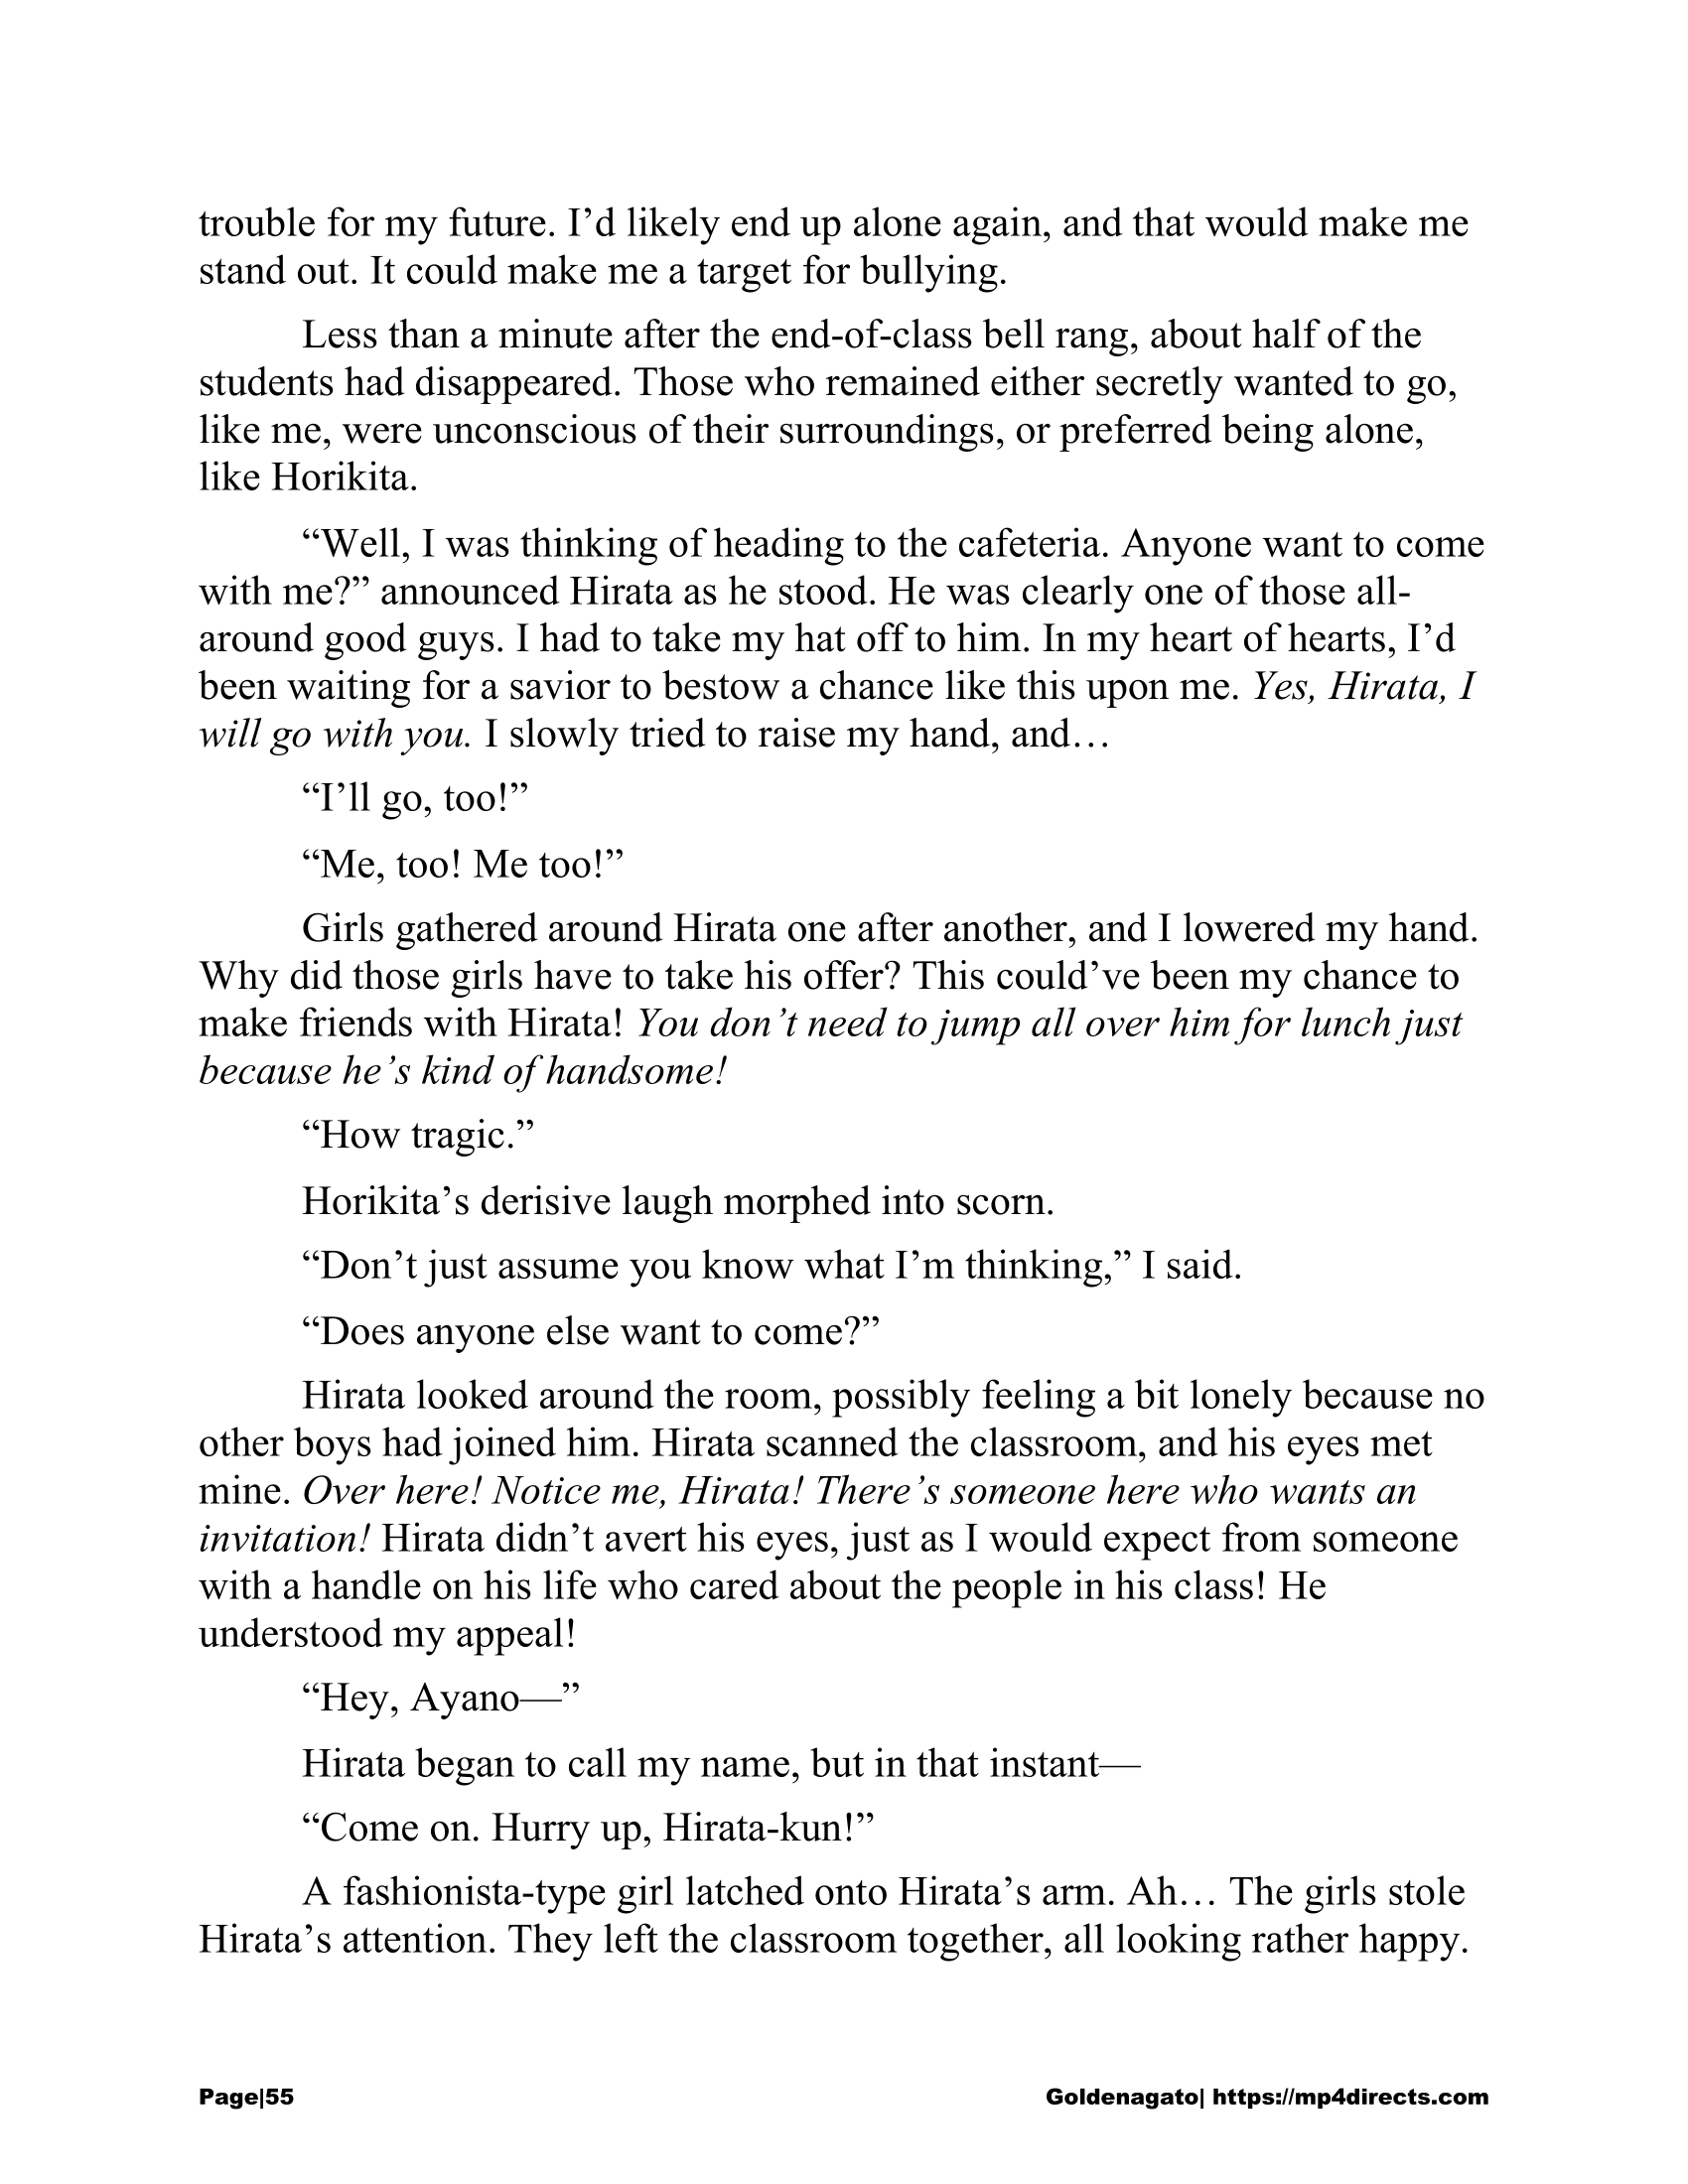 trouble for my future. I’d likely end up alone again, and that would make me
stand out. It could make me a target for bullying.
Less than a minute after the end-of-class bell rang, about half of the
students had disappeared. Those who remained either secretly wanted to go,
like me, were unconscious of their surroundings, or preferred being alone,
like Horikita.
“Well, I was thinking of heading to the cafeteria. Anyone want to come
with me?” announced Hirata as he stood. He was clearly one of those all-
around good guys. I had to take my hat off to him. In my heart of hearts, I’d
been waiting for a savior to bestow a chance like this upon me. Yes, Hirata, I
will go with you. I slowly tried to raise my hand, and…
“I’ll go, too!”
“Me, too! Me too!”
Girls gathered around Hirata one after another, and I lowered my hand.
Why did those girls have to take his offer? This could’ve been my chance to
make friends with Hirata! You don’t need to jump all over him for lunch just
because he’s kind of handsome!
“How tragic.”
Horikita’s derisive laugh morphed into scorn.
“Don’t just assume you know what I’m thinking,” I said.
“Does anyone else want to come?”
Hirata looked around the room, possibly feeling a bit lonely because no
other boys had joined him. Hirata scanned the classroom, and his eyes met
mine. Over here! Notice me, Hirata! There’s someone here who wants an
invitation! Hirata didn’t avert his eyes, just as I would expect from someone
with a handle on his life who cared about the people in his class! He
understood my appeal!
“Hey, Ayano—”
Hirata began to call my name, but in that instant—
“Come on. Hurry up, Hirata-kun!”
A fashionista-type girl latched onto Hirata’s arm. Ah… The girls stole
Hirata’s attention. They left the classroom together, all looking rather happy.
Page|55
Goldenagato| https://mp4directs.com